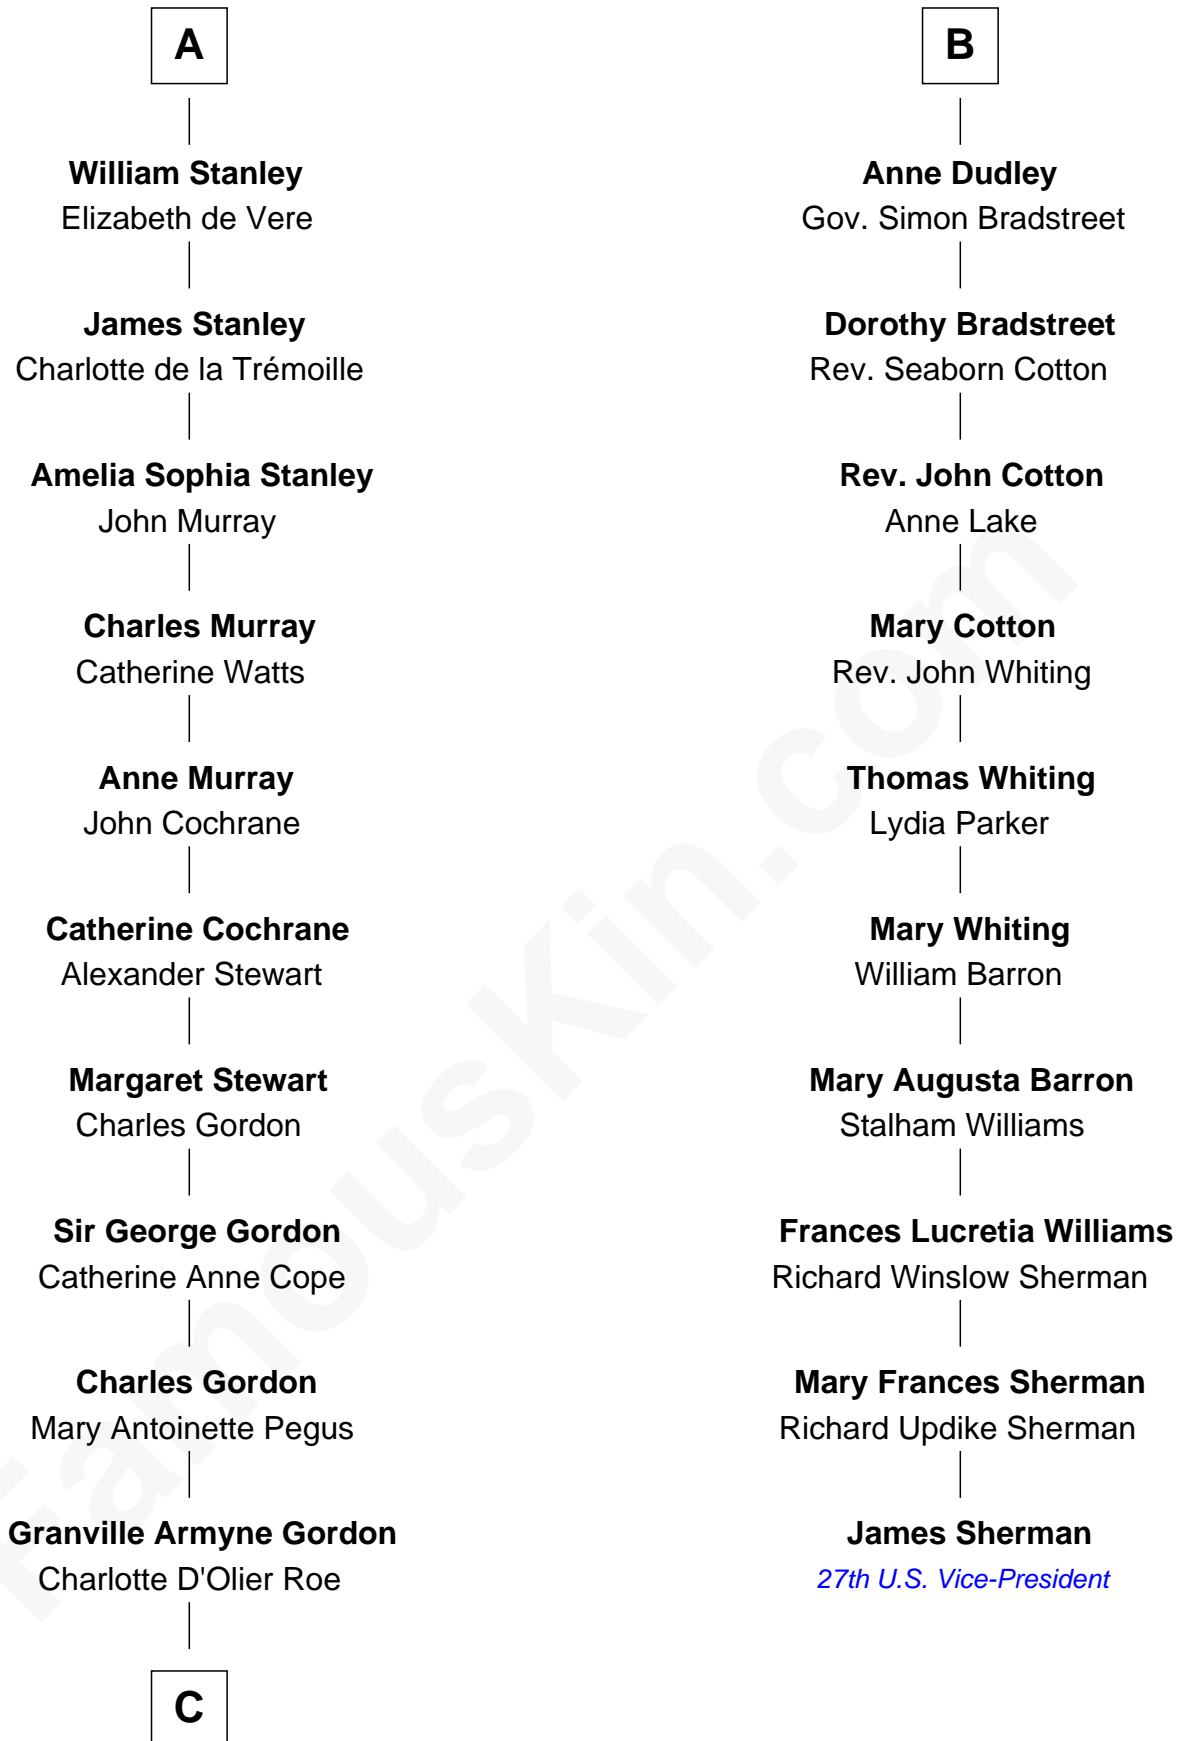 A
William Stanley
Elizabeth de Vere
James Stanley
Charlotte de la Trémoille
Amelia Sophia Stanley
John Murray
Charles Murray
Catherine Watts
Anne Murray
John Cochrane
Catherine Cochrane
Alexander Stewart
Margaret Stewart
Charles Gordon
Sir George Gordon
Catherine Anne Cope
Charles Gordon
Mary Antoinette Pegus
Granville Armyne Gordon
Charlotte D'Olier Roe
C
B
Anne Dudley
Gov. Simon Bradstreet
Dorothy Bradstreet
Rev. Seaborn Cotton
Rev. John Cotton
Anne Lake
Mary Cotton
Rev. John Whiting
Thomas Whiting
Lydia Parker
Mary Whiting
William Barron
Mary Augusta Barron
Stalham Williams
Frances Lucretia Williams
Richard Winslow Sherman
Mary Frances Sherman
Richard Updike Sherman
James Sherman
27th U.S. Vice-President
FamousKin.com